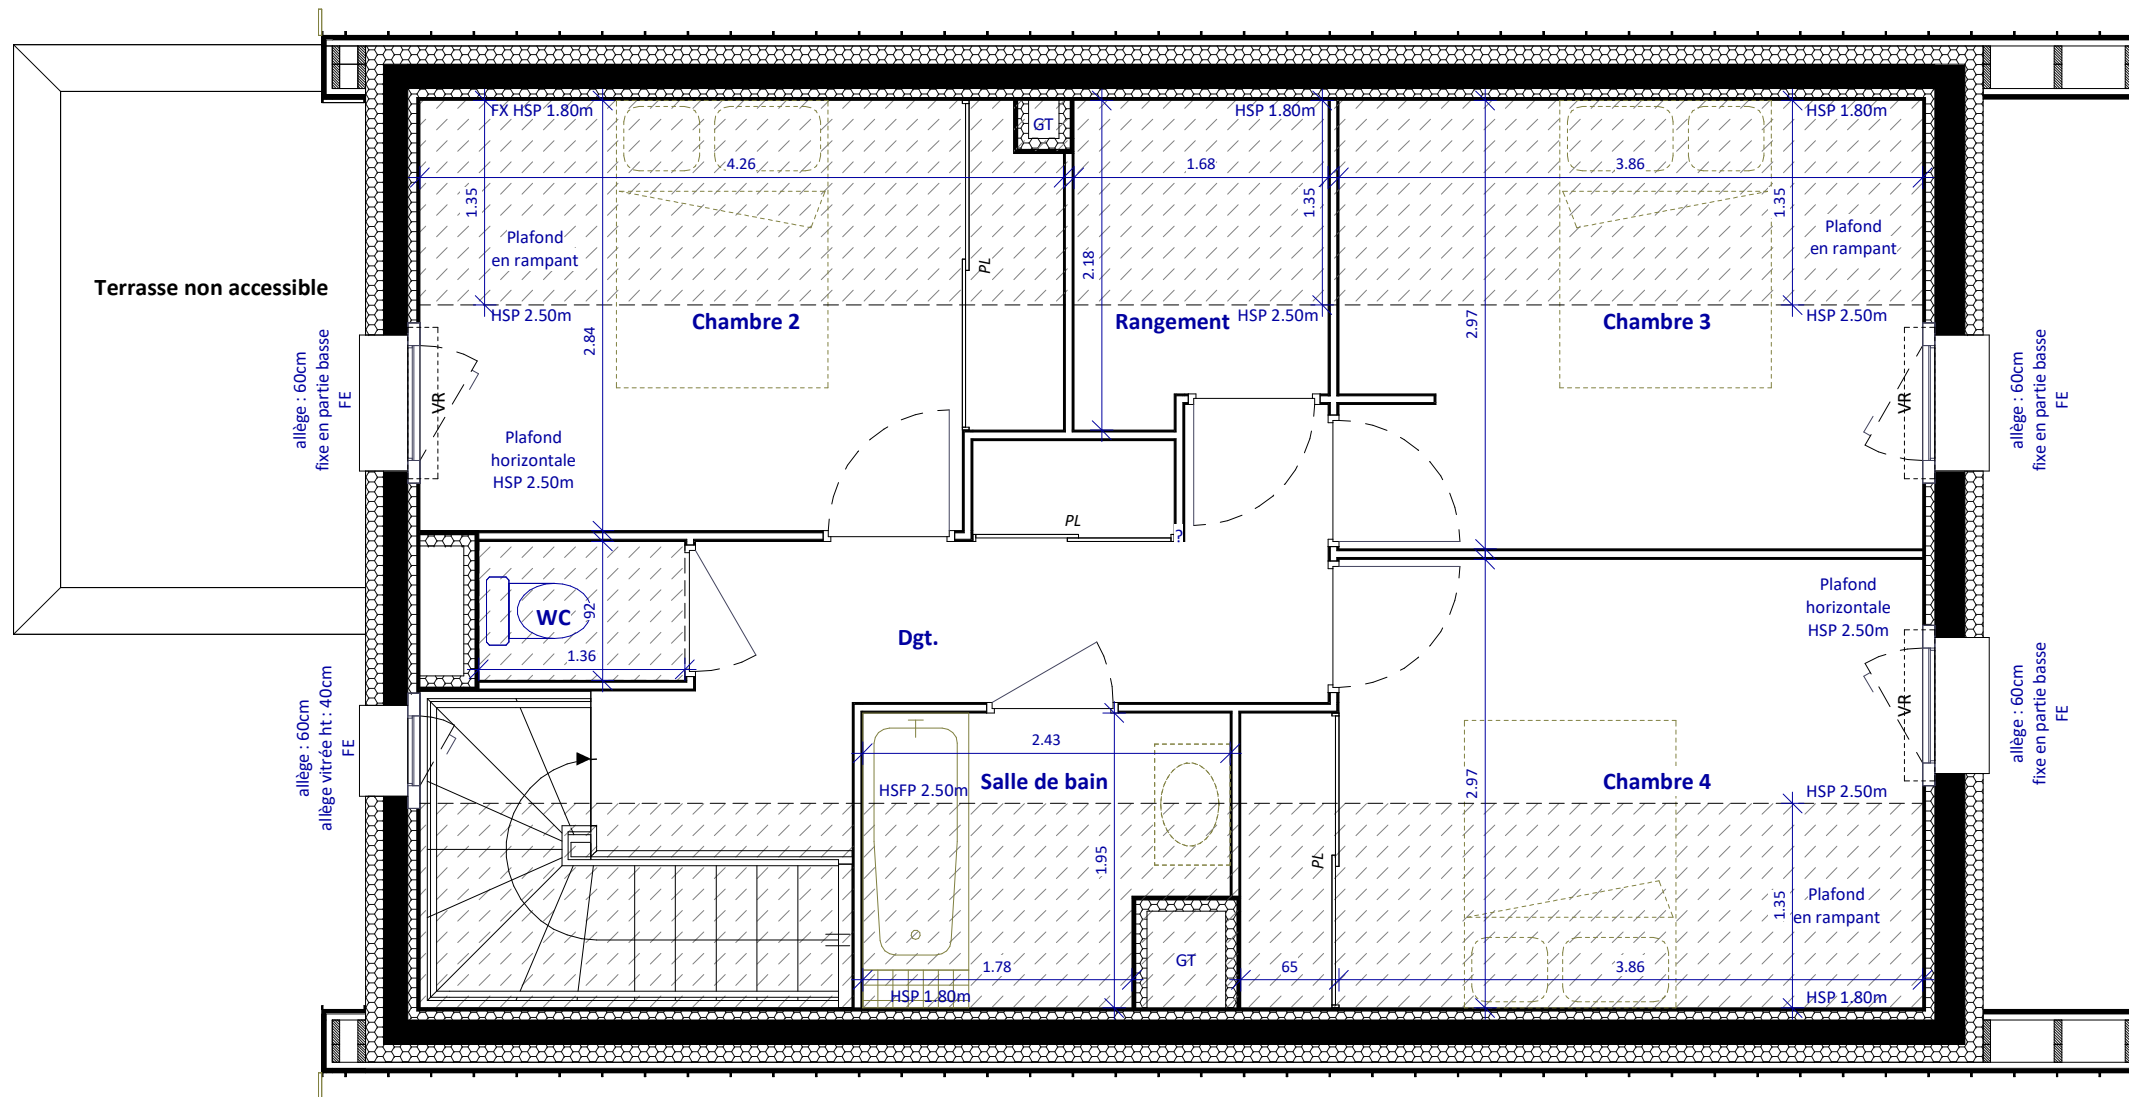 FX HSP 1.80m
GT
HSP 1.80m
HSP 1.80m
4.26
1.68
3.86
1.35
1.35
1.35
Plafond
en rampant
PL
2.18
Plafond
en rampant
Terrasse non accessible
HSP 2.50m
Chambre 2
Rangement
HSP 2.50m
Chambre 3
HSP 2.50m
2.84
2.97
allège : 60cm
fixe en partie basse
FE
VR
VR
allège : 60cm
fixe en partie basse
FE
Plafond
horizontale
HSP 2.50m
PL
?
WC
92
1.36
Dgt.
Plafond
horizontale
HSP 2.50m
allège : 60cm
allège vitrée ht : 40cm
FE
VR
allège : 60cm
fixe en partie basse
FE
2.43
HSFP 2.50m
Salle de bain
Chambre 4
2.97
HSP 2.50m
1.95
PL
1.35
Plafond
en rampant
GT
1.78
65
3.86
HSP 1.80m
HSP 1.80m